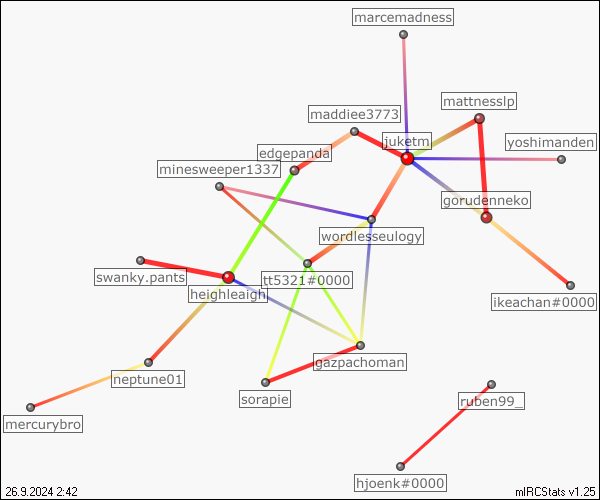 marcemadness
mattnesslp
maddiee3773
juketm
yoshimanden
edgepanda
minesweeper1337
gorudenneko
wordlesseulogy
swanky.pants
tt5321#0000
heighleaigh
ikeachan#0000
gazpachoman
neptune01
sorapie
ruben99_
mercurybro
hjoenk#0000
26.9.2024 2:42
mIRCStats v1.25